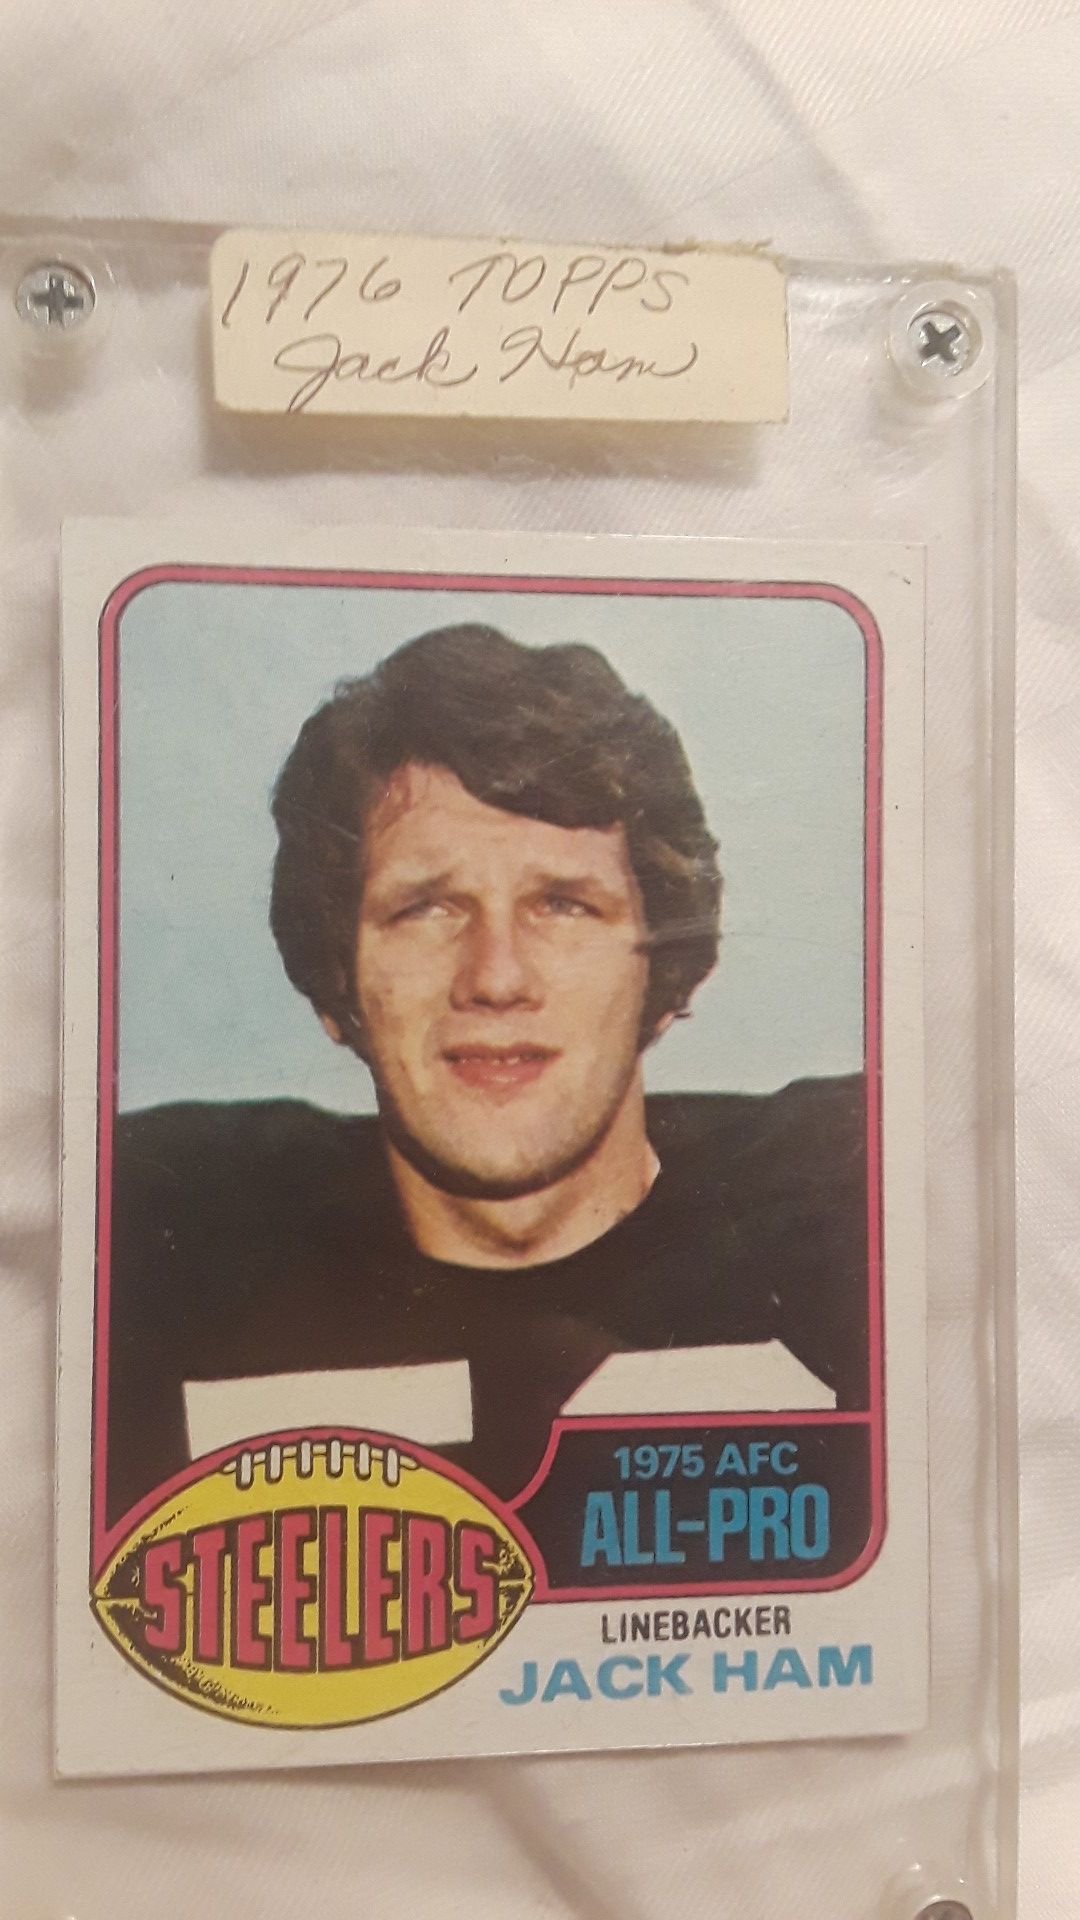 1976 TOPPS
Jack Ham
1975 AFC
ALL-PRO
STEELERS
LINEBACKER
JACK HAM